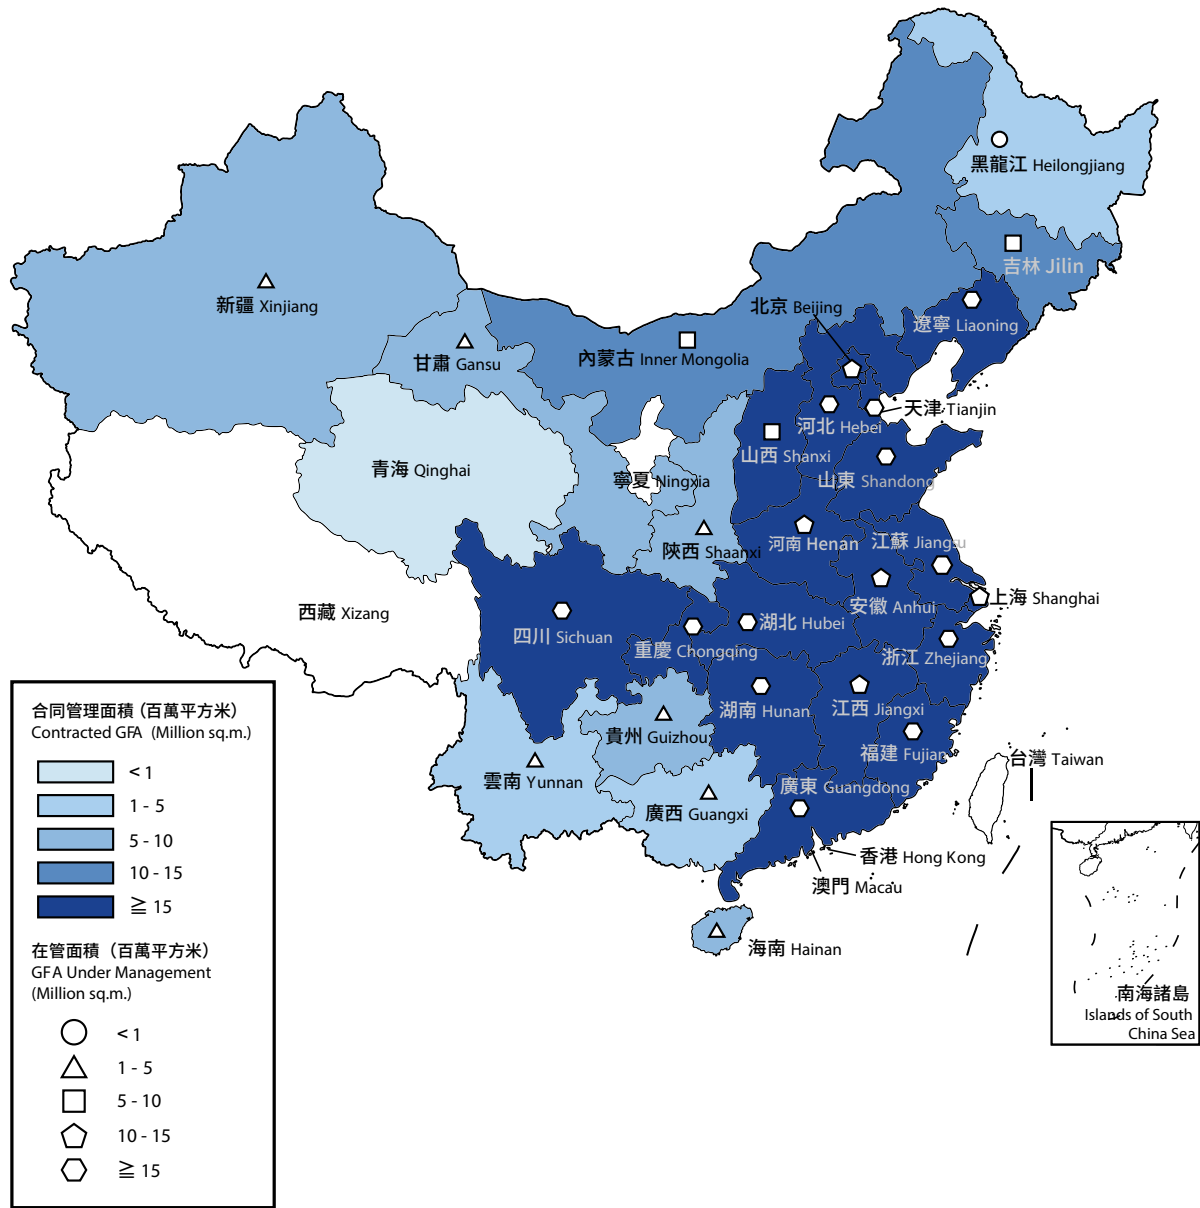 黑龍江 Heilongjiang
吉林 Jilin
新疆 Xinjiang
北京 Beijing
遼寧 Liaoning
甘肅 Gansu
內蒙古 Inner Mongolia
天津 Tianjin
河北 Hebei
山西 Shanxi
青海 Qinghai
寧夏 Ningxia
山東 Shandong
陝西 Shaanxi
河南 Henan
江蘇 Jiangsu
上海 Shanghai
安徽 Anhui
西藏 Xizang
四川 Sichuan
湖北 Hubei
重慶 Chongqing
浙江 Zhejiang
湖南 Hunan
江西 Jiangxi
貴州 Guizhou
福建 Fujian
台灣 Taiwan
雲南 Yunnan
廣西 Guangxi
廣東 Guangdong
香港 Hong Kong
澳門 Macau
海南 Hainan
南海諸島
Islands of South
China Sea
合同管理面積 (百萬平方米)
Contracted GFA (Million sq.m.)
< 1
1 - 5
5 - 10
10 - 15
≧ 15
在管面積 (百萬平方米)
GFA Under Management
(Million sq.m.)
< 1
1 - 5
5 - 10
10 - 15
≧ 15